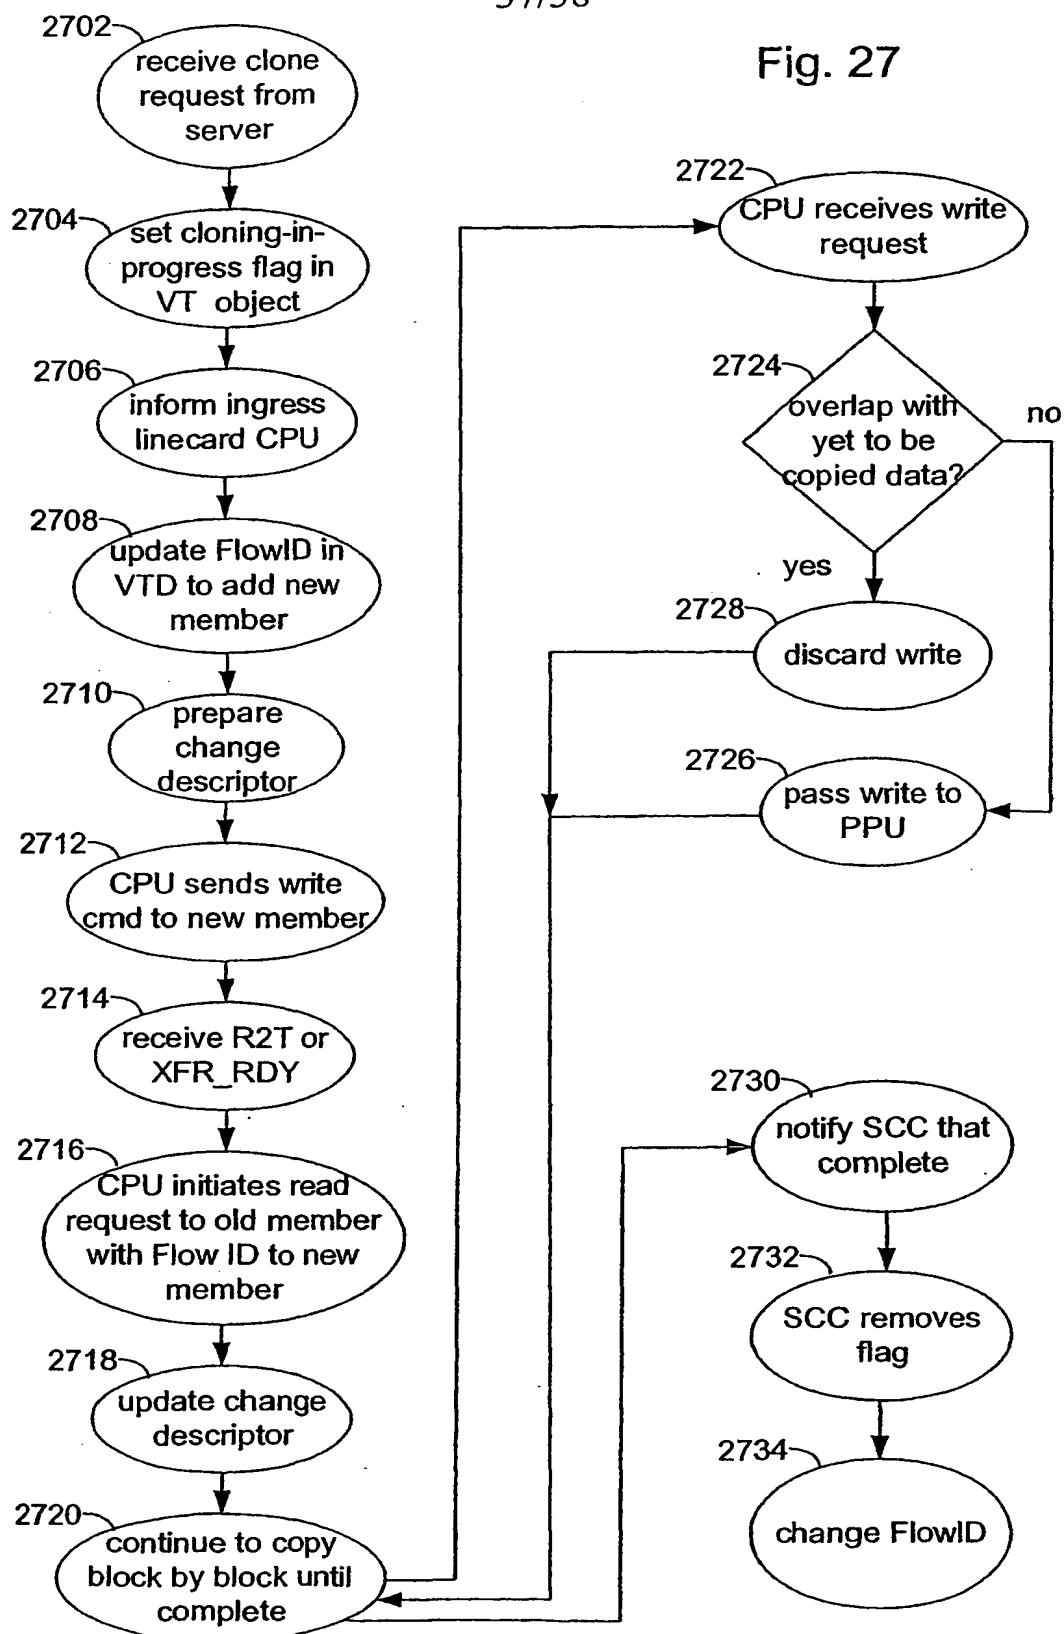 Fig. 27
2702
receive clone
request from
server
2704
set cloning-in-
progress flag in
VT object
2706
inform ingress
linecard CPU
2708
update FlowID in
VTD to add new
member
2710
prepare
change
descriptor
2712
CPU sends write
cmd to new member
2714
receive R2T or
XFR_RDY
2716
CPU initiates read
request to old member
with Flow ID to new
member
2718
update change
descriptor
2720
continue to copy
block by block until
complete
2722
CPU receives write
request
2724
overlap with
yet to be
copied data?
no
yes
2728
discard write
2726
pass write to
PPU
2730
notify SCC that
complete
2732
SCC removes
flag
2734
change FlowID